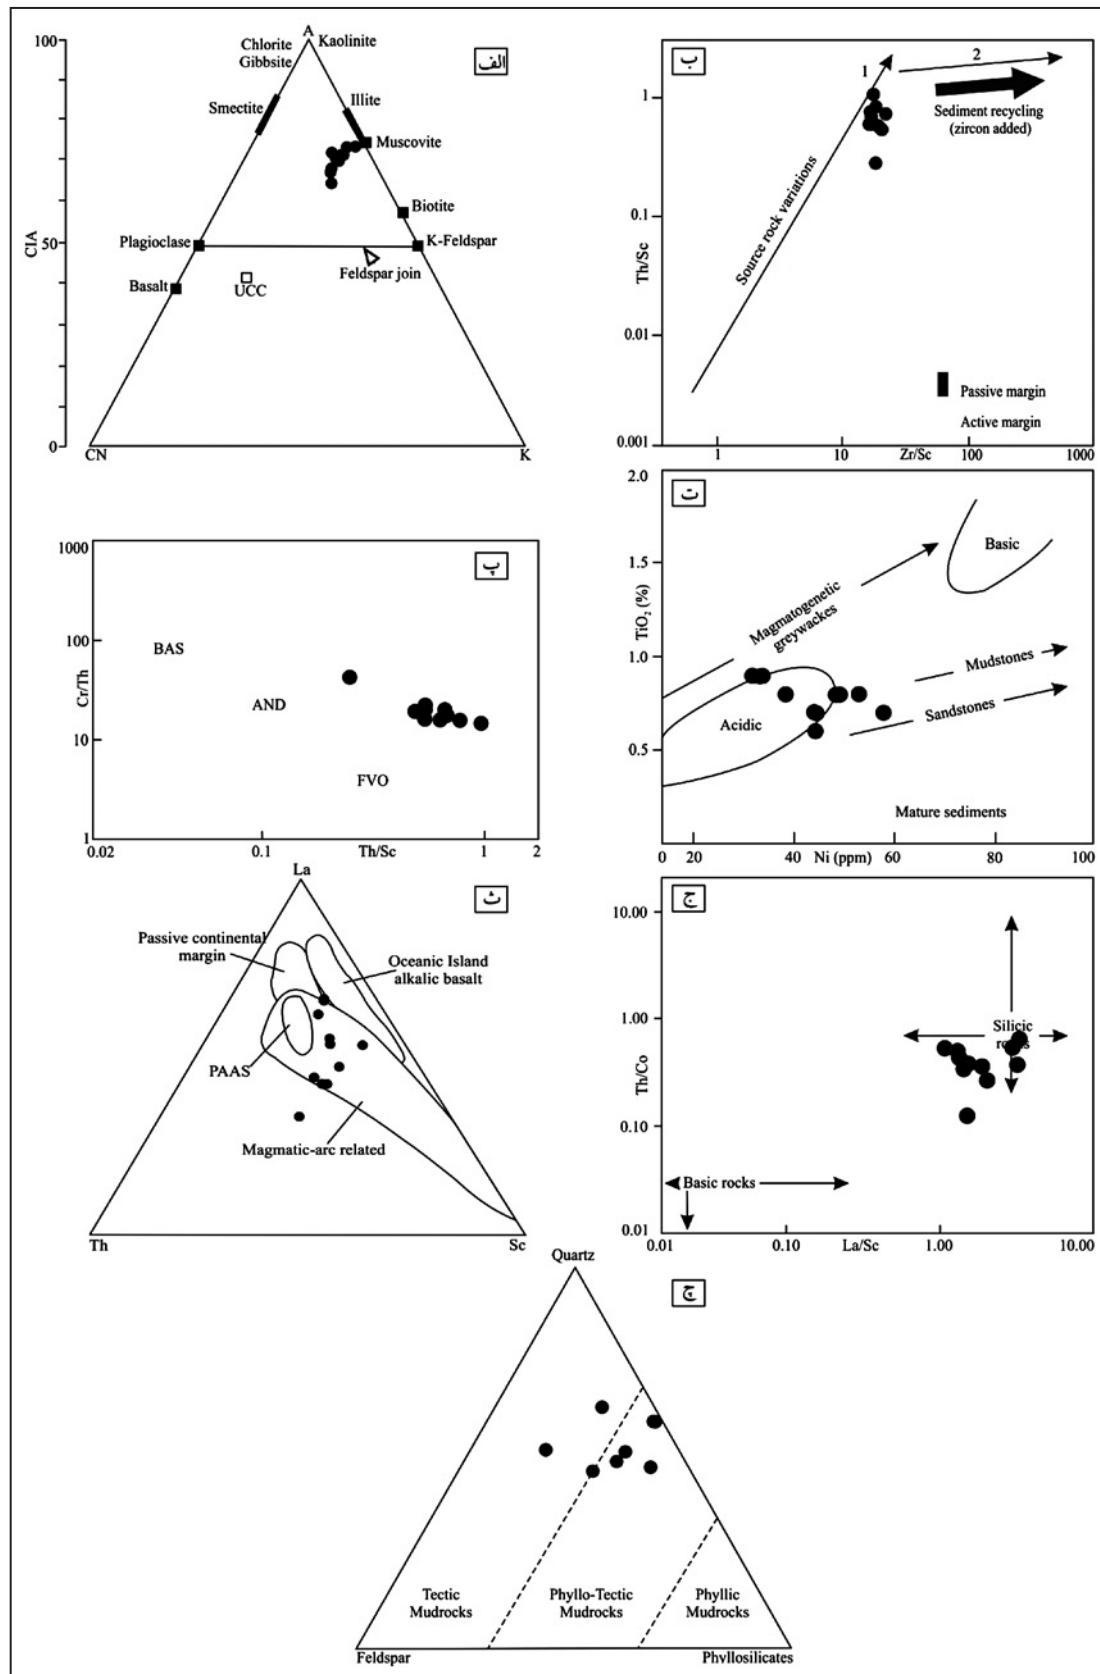 الف
A
Kaolinite
Chlorite
Gibbsite
Smectite
Illite
Muscovite
Biotite
Plagioclase
K-Feldspar
Feldspar join
Basalt
UCC
CIA
100
50
0
CN
K
ب
1
2
Sediment recycling
(zircon added)
Source rock variations
Passive margin
Active margin
Th/Sc
1
0.1
0.01
0.001
1
10
Zr/Sc
100
1000
پ
BAS
AND
FVO
Cr/Th
1000
100
10
1
0.02
0.1
Th/Sc
1
2
ت
Basic
Magmatogenetic
greywackes
Mudstones
Sandstones
Acidic
Mature sediments
TiO₂ (%)
2.0
1.5
1.0
0.5
0
20
40
Ni (ppm)
60
80
100
ث
La
Passive continental
margin
Oceanic Island
alkalic basalt
PAAS
Magmatic-arc related
Th
Sc
ج
Silicic
rocks
Basic rocks
Th/Co
10.00
1.00
0.10
0.01
0.01
0.10
La/Sc
1.00
10.00
چ
Quartz
Tectic
Mudrocks
Phyllo-Tectic
Mudrocks
Phyllic
Mudrocks
Feldspar
Phyllosilicates